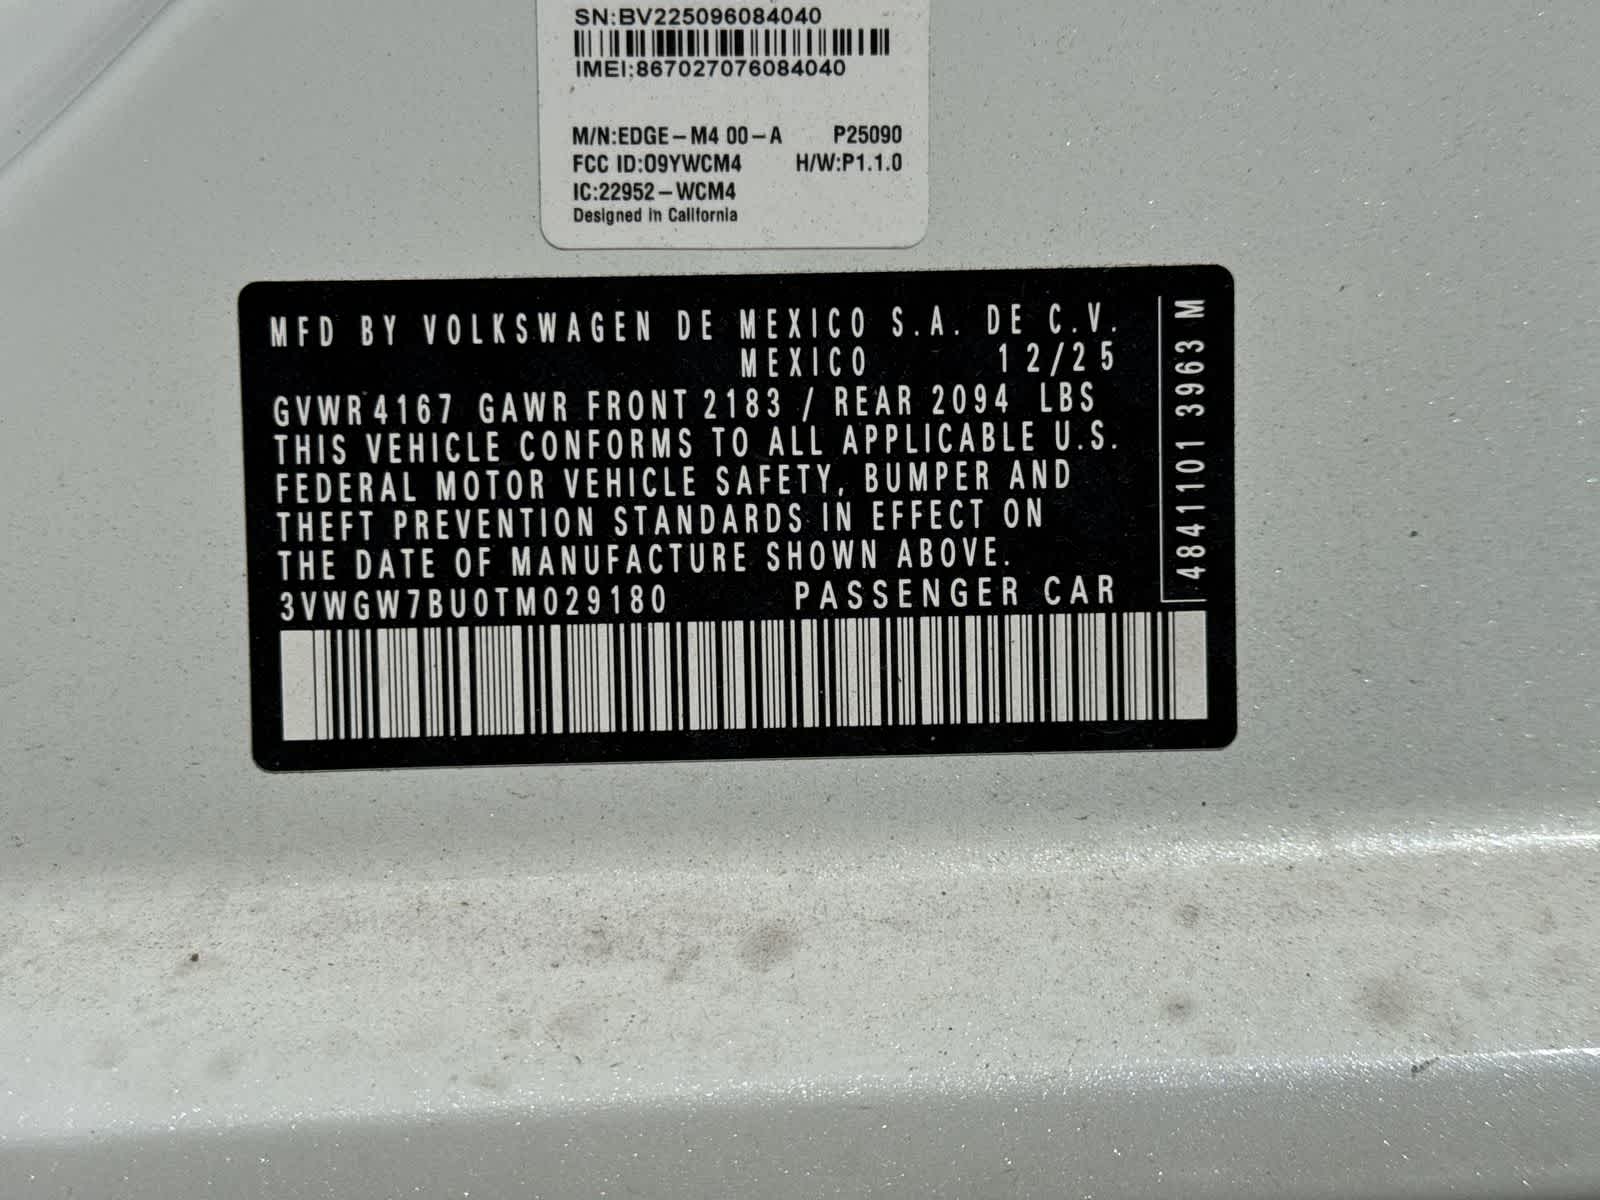 SN:BV225096084040
IMEI:867027076084040
M/N:EDGE-M4 00-A P25090
FCC ID:O9YWCM4 H/W:P1.1.0
IC:22952-WCM4
Designed in California
MFD BY VOLKSWAGEN DE MEXICO S.A. DE C.V.
MEXICO 12/25
GVWR 4167 GAWR FRONT 2183 / REAR 2094 LBS
THIS VEHICLE CONFORMS TO ALL APPLICABLE U.S.
FEDERAL MOTOR VEHICLE SAFETY, BUMPER AND
THEFT PREVENTION STANDARDS IN EFFECT ON
THE DATE OF MANUFACTURE SHOWN ABOVE.
3VWGW7BU0TM029180 PASSENGER CAR
4841101 3963 M